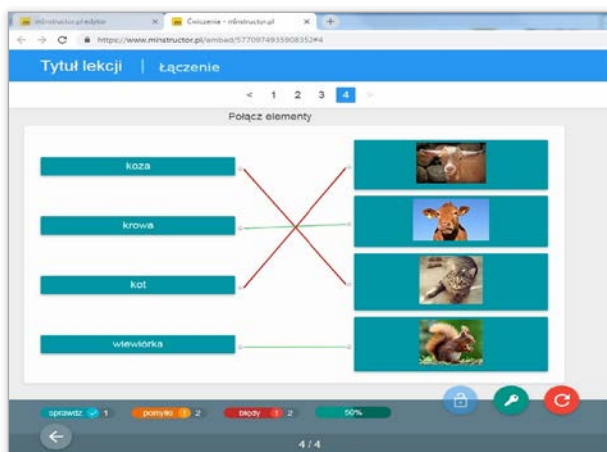 minstructor.pl edytor
Ćwiczenie - minstructor.pl
https://www.minstructor.pl/embed/5770974935908352#4
Tytuł lekcji | Łączenie
< 1 2 3 4 >
Połącz elementy
koza
krowa
kot
wiewiórka
sprawdź 1 pomyłki 2 błędy 2 50%
4 / 4